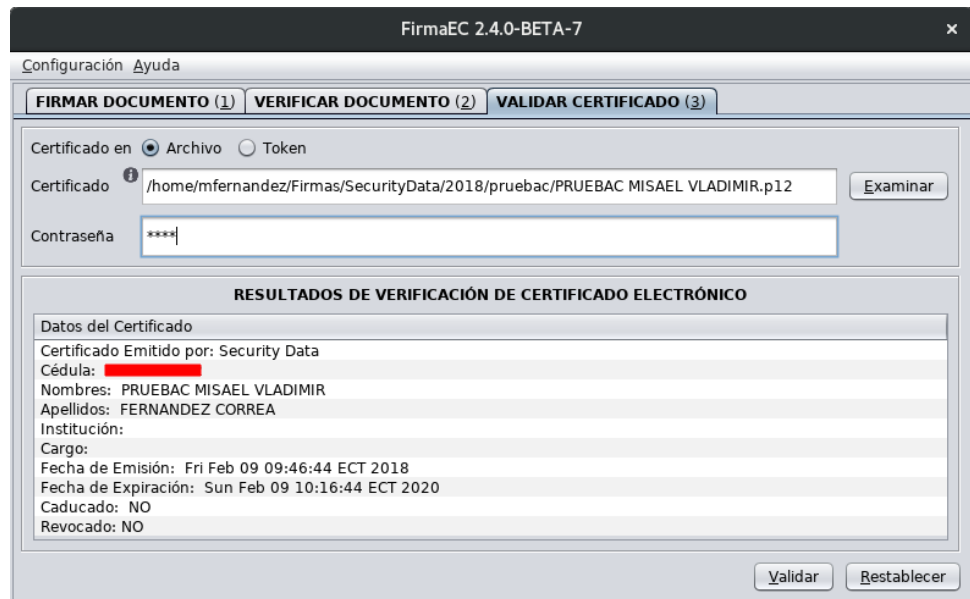 FirmaEC 2.4.0-BETA-7 ×
Configuración Ayuda
FIRMAR DOCUMENTO (1) VERIFICAR DOCUMENTO (2) VALIDAR CERTIFICADO (3)
Certificado en Archivo Token
Certificado /home/mfernandez/Firmas/SecurityData/2018/pruebac/PRUEBAC MISAEL VLADIMIR.p12 Examinar
Contraseña ****
RESULTADOS DE VERIFICACIÓN DE CERTIFICADO ELECTRÓNICO
Datos del Certificado
Certificado Emitido por: Security Data
Cédula:
Nombres: PRUEBAC MISAEL VLADIMIR
Apellidos: FERNANDEZ CORREA
Institución:
Cargo:
Fecha de Emisión: Fri Feb 09 09:46:44 ECT 2018
Fecha de Expiración: Sun Feb 09 10:16:44 ECT 2020
Caducado: NO
Revocado: NO
Validar Restablecer